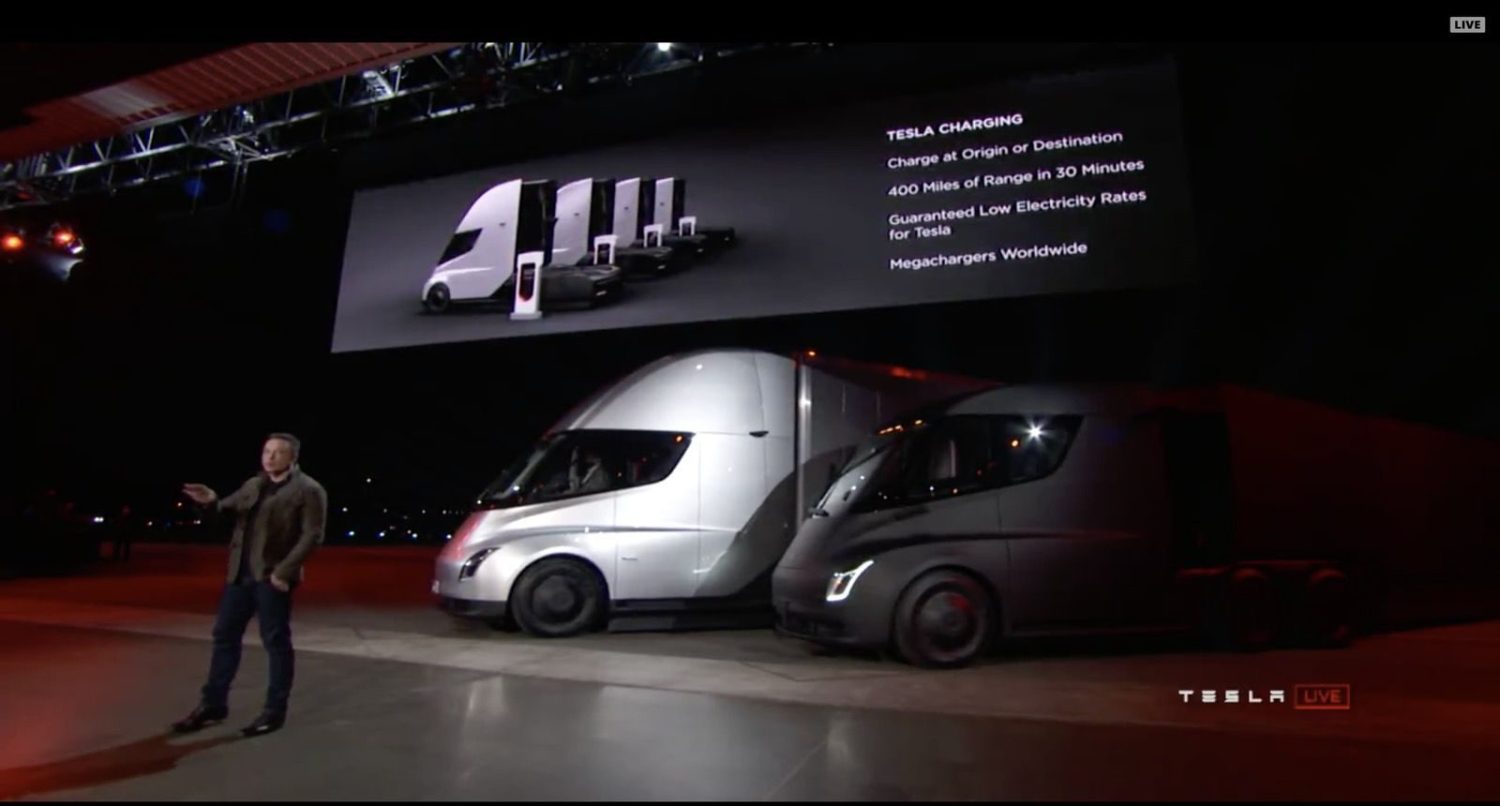 LIVE
TESLA CHARGING
Charge at Origin or Destination
400 Miles of Range in 30 Minutes
Guaranteed Low Electricity Rates
for Tesla
Megachargers Worldwide
TESLA LIVE